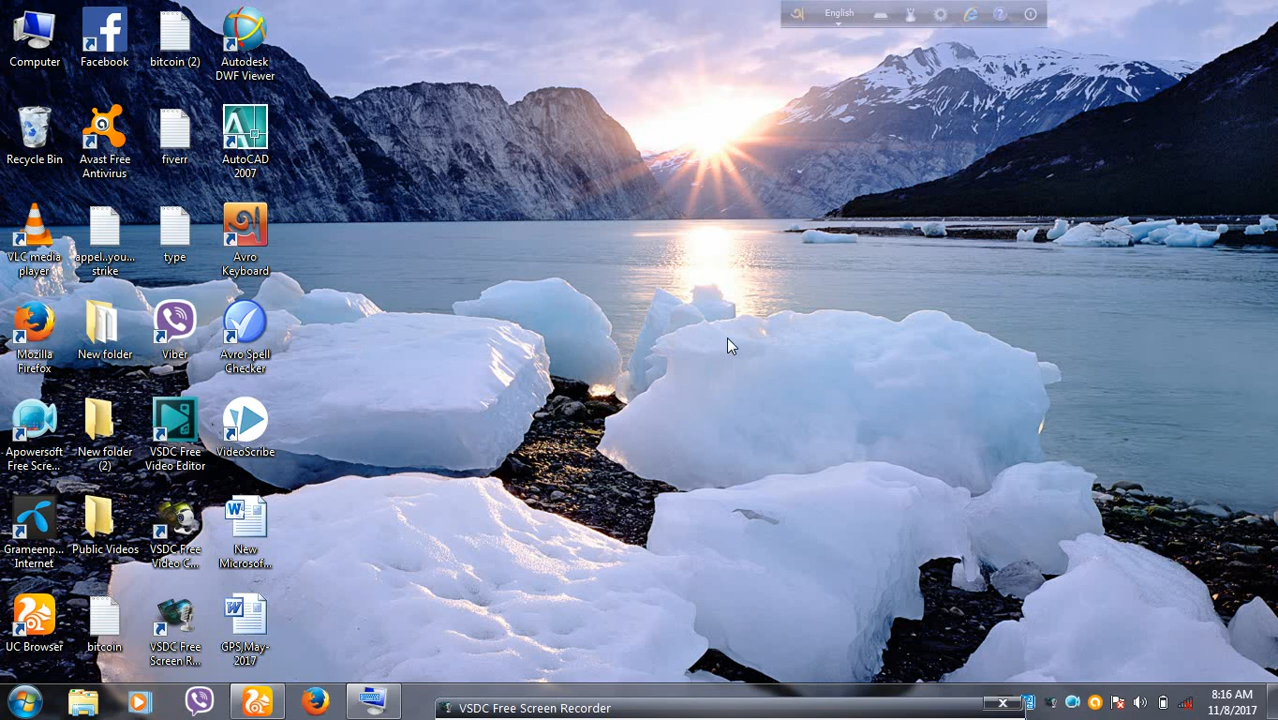 English
Computer
Facebook
bitcoin (2)
Autodesk
DWF Viewer
Recycle Bin
Avast Free
Antivirus
fiverr
AutoCAD
2007
VLC media
player
appel..you...
strike
type
Avro
Keyboard
Mozilla
Firefox
New folder
Viber
Avro Spell
Checker
Apowersoft
Free Scre...
New folder
(2)
VSDC Free
Video Editor
VideoScribe
Grameenp...
Internet
Public Videos
VSDC Free
Video C...
New
Microsof...
UC Browser
bitcoin
VSDC Free
Screen R...
GPS,May-
2017
VSDC Free Screen Recorder
8:16 AM
11/8/2017